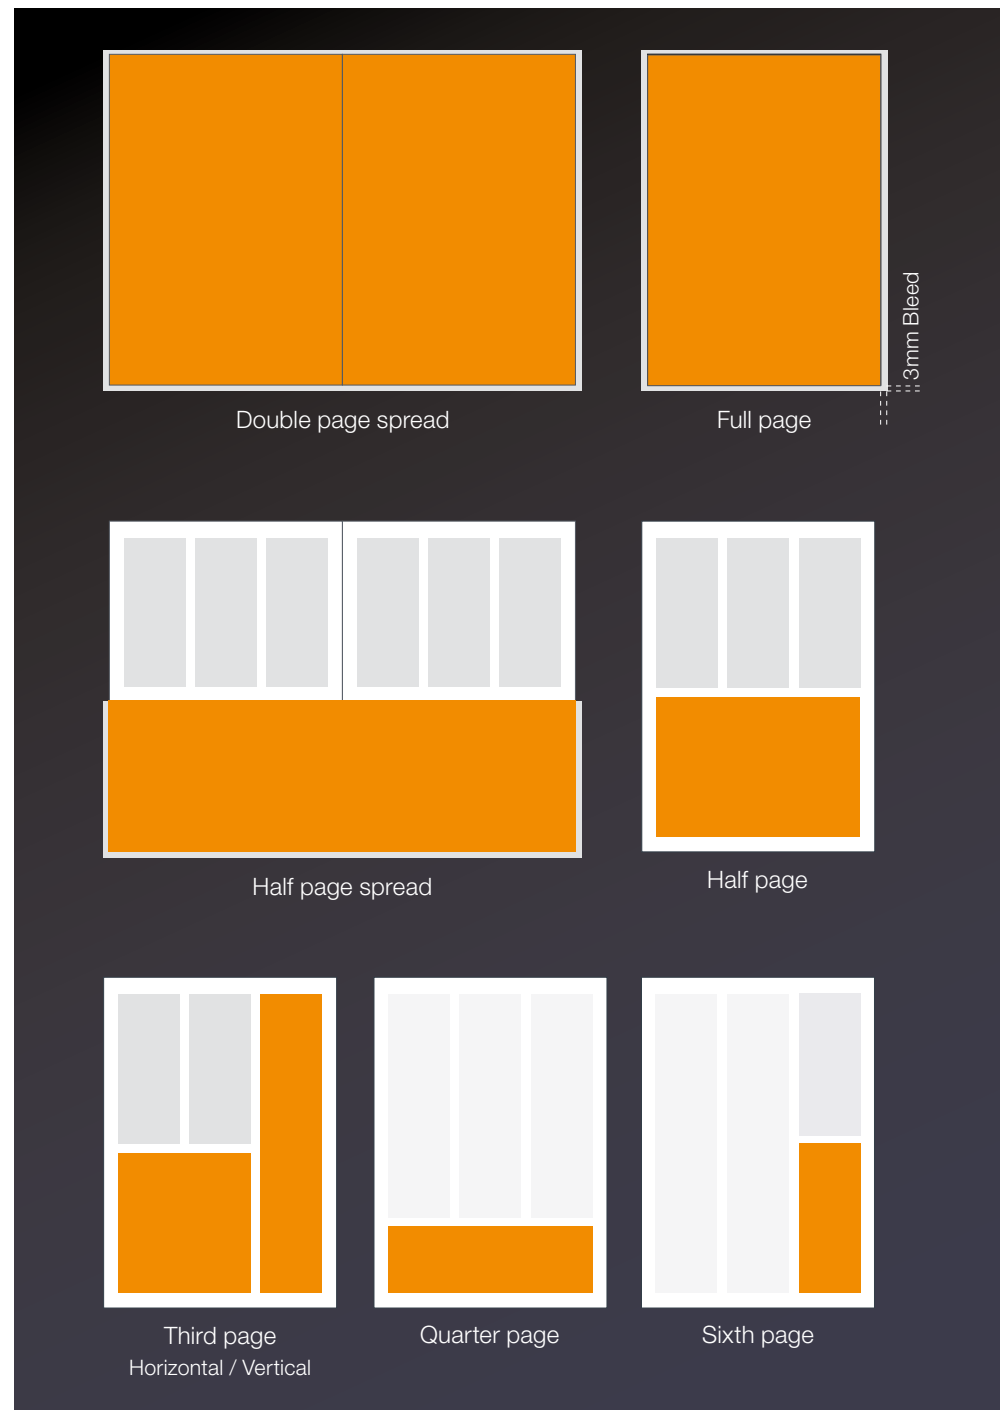 3mm Bleed
Double page spread
Full page
Half page spread
Half page
Third page
Horizontal / Vertical
Quarter page
Sixth page